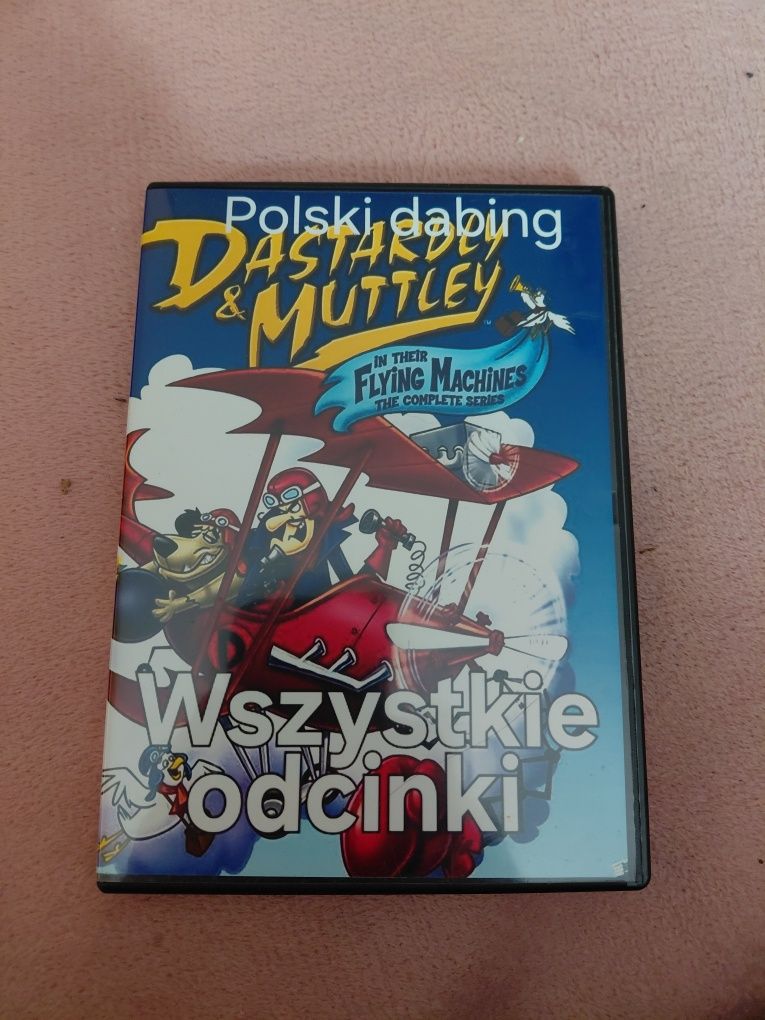 Polski dabing
DASTARDLY
& MUTTLEY
IN THEIR
FLYING MACHINES
THE COMPLETE SERIES
Wszystkie
odcinki